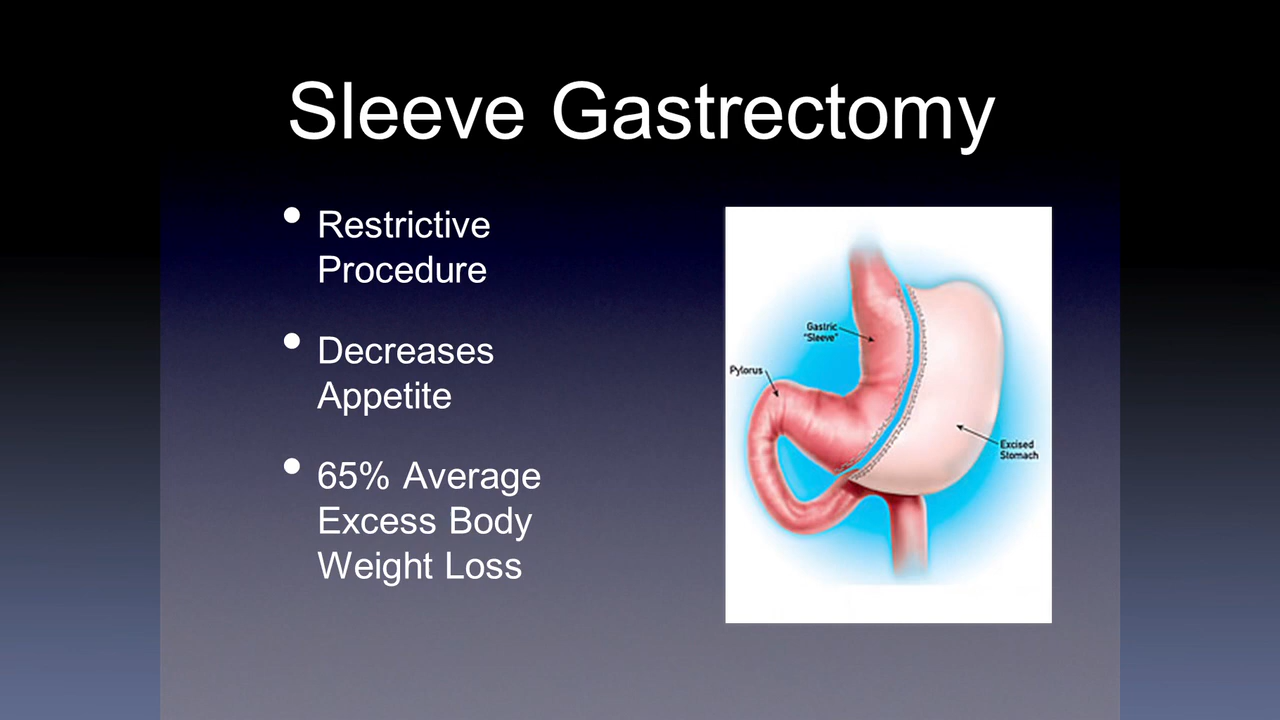 Sleeve Gastrectomy
• Restrictive
Procedure
• Decreases
Appetite
• 65% Average
Excess Body
Weight Loss
Gastric
"Sleeve"
Pylorus
Excised
Stomach